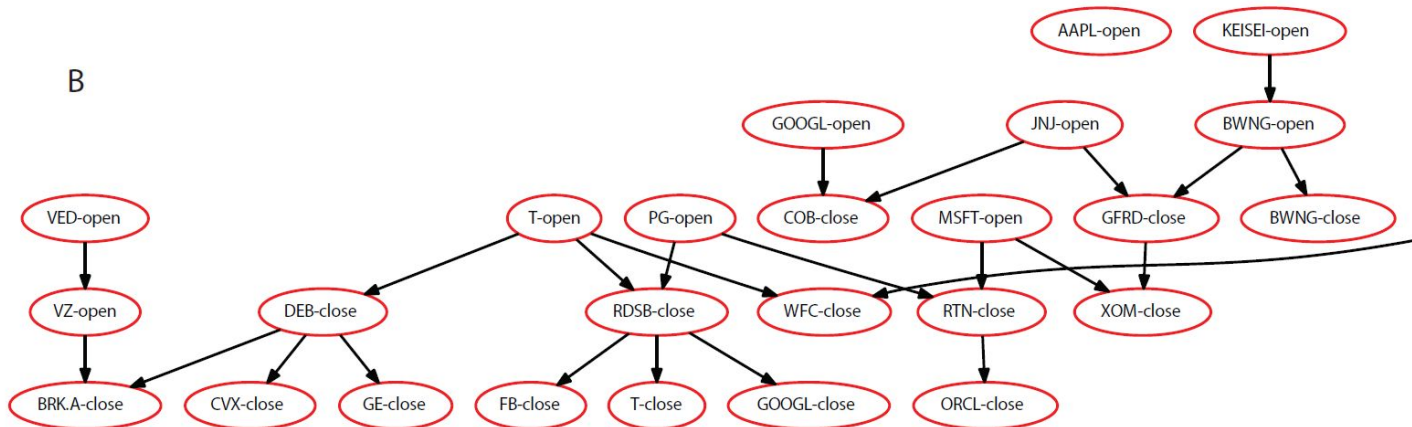 AAPL-open KEISEI-open
B
GOOGL-open JNJ-open BWNG-open
VED-open T-open PG-open COB-close MSFT-open GFRD-close BWNG-close
VZ-open DEB-close RDSB-close WFC-close RTN-close XOM-close
BRK.A-close CVX-close GE-close FB-close T-close GOOGL-close ORCL-close